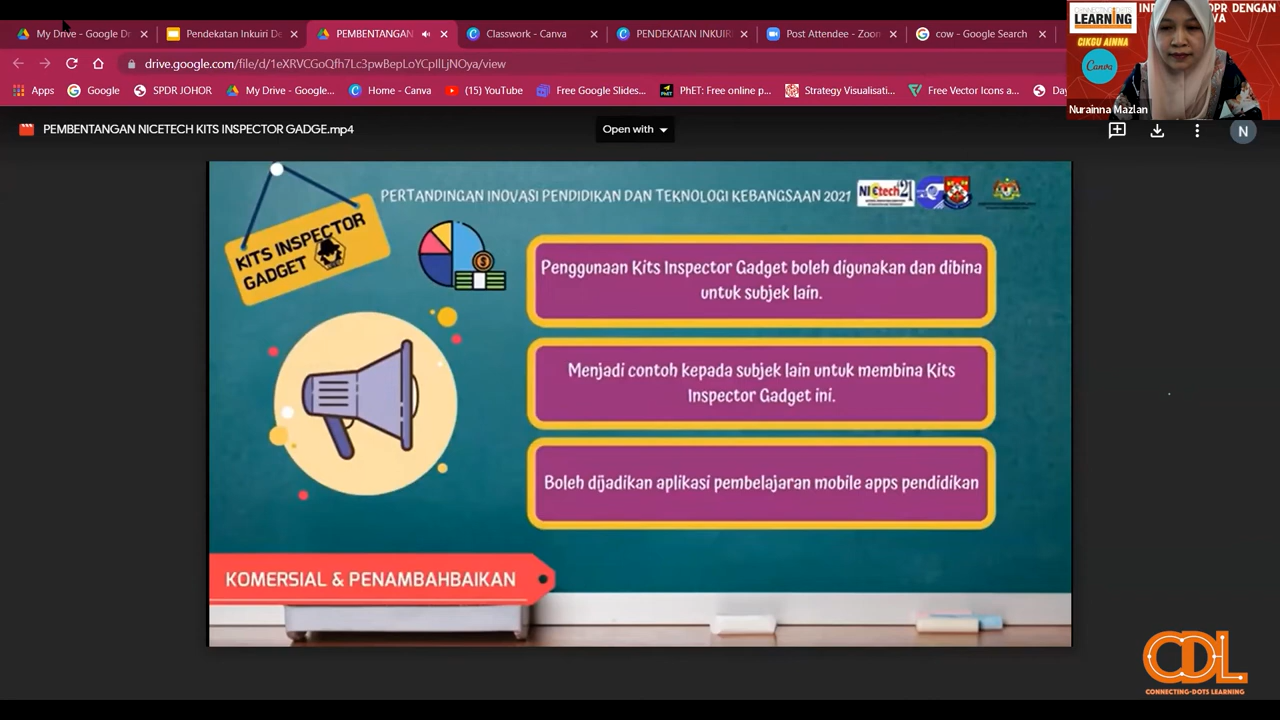 My Drive - Google Dr
Pendekatan Inkuiri De
PEMBENTANGAN
Classwork - Canva
PENDEKATAN INKUIR
Post Attendee - Zoom
cow - Google Search
drive.google.com/file/d/1eXRVCGoQfh7Lc3pwBepLoYCpIlLjNOya/view
Apps
Google
SPDR JOHOR
My Drive - Google...
Home - Canva
(15) YouTube
Free Google Slides...
PhET: Free online p...
Strategy Visualisati...
Free Vector Icons a...
LEARNING
CIKGU AINNA
Canva
Nurainna Mazlan
PEMBENTANGAN NICETECH KITS INSPECTOR GADGE.mp4
Open with
N
PERTANDINGAN INOVASI PENDIDIKAN DAN TEKNOLOGI KEBANGSAAN 2021
KITS INSPECTOR
GADGET
Penggunaan Kits Inspector Gadget boleh digunakan dan dibina
untuk subjek lain.
Menjadi contoh kepada subjek lain untuk membina Kits
Inspector Gadget ini.
Boleh dijadikan aplikasi pembelajaran mobile apps pendidikan
KOMERSIAL & PENAMBAHBAIKAN
CDL
CONNECTING-DOTS LEARNING